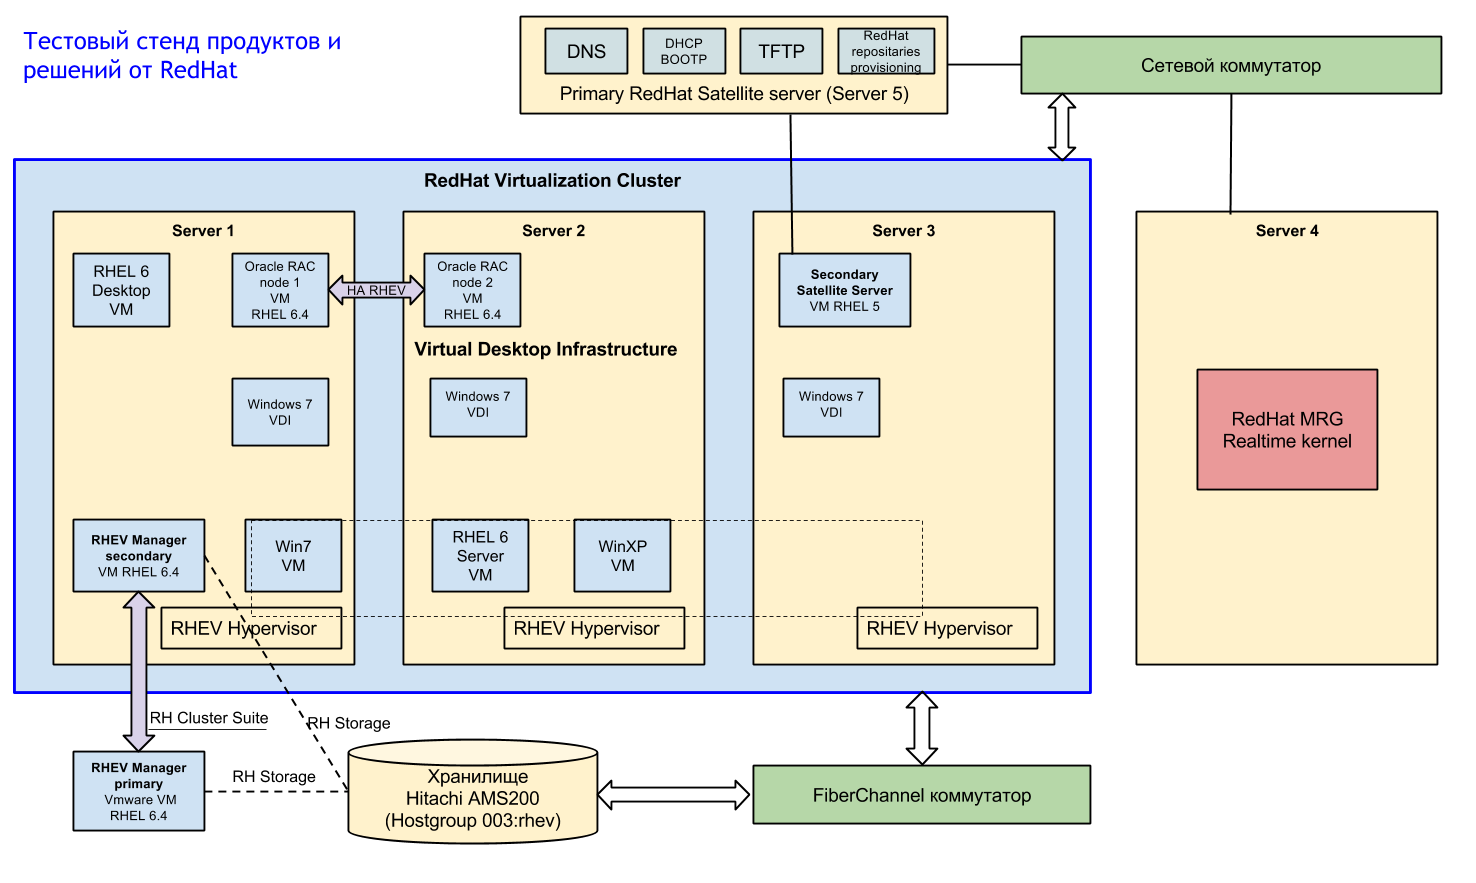 Тестовый стенд продуктов и
решений от RedHat
DNS
DHCP
BOOTP
TFTP
RedHat
repositaries
provisioning
Primary RedHat Satellite server (Server 5)
Сетевой коммутатор
RedHat Virtualization Cluster
Server 1
Server 2
Server 3
Server 4
RHEL 6
Desktop
VM
Oracle RAC
node 1
VM
RHEL 6.4
HA RHEV
Oracle RAC
node 2
VM
RHEL 6.4
Secondary
Satellite Server
VM RHEL 5
Virtual Desktop Infrastructure
Windows 7
VDI
Windows 7
VDI
Windows 7
VDI
RedHat MRG
Realtime kernel
RHEV Manager
secondary
VM RHEL 6.4
Win7
VM
RHEL 6
Server
VM
WinXP
VM
RHEV Hypervisor
RHEV Hypervisor
RHEV Hypervisor
RH Cluster Suite
RH Storage
RHEV Manager
primary
Vmware VM
RHEL 6.4
RH Storage
Хранилище
Hitachi AMS200
(Hostgroup 003:rhev)
FiberChannel коммутатор